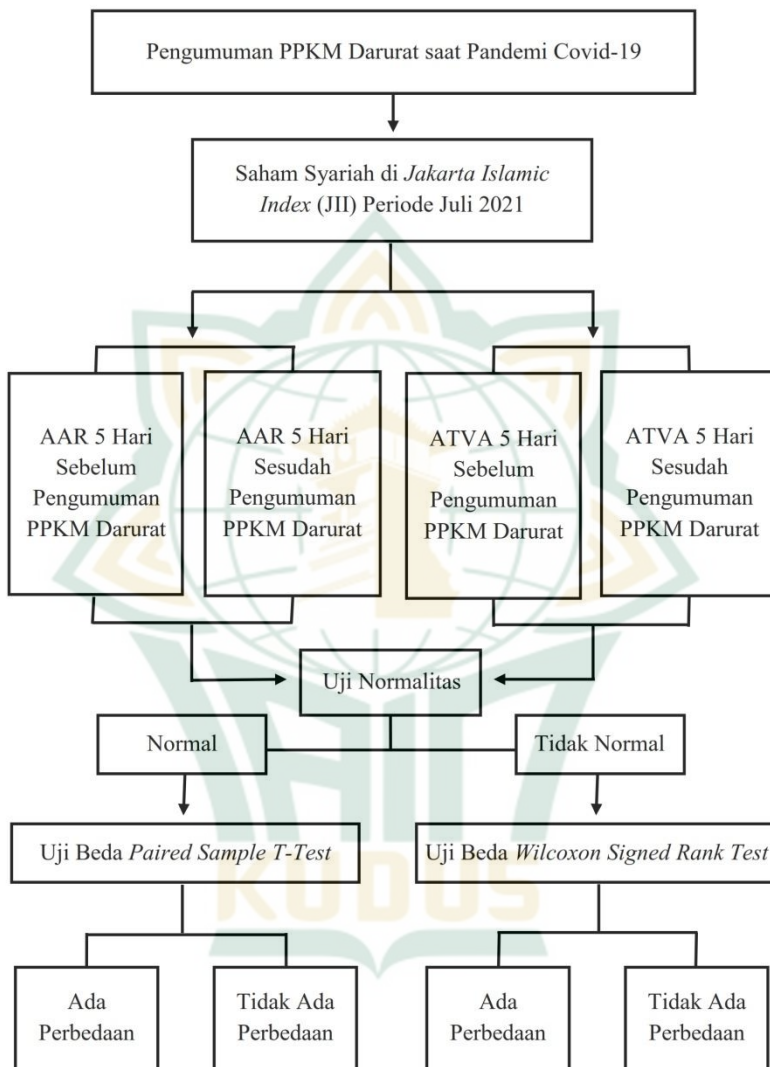 Pengumuman PPKM Darurat saat Pandemi Covid-19
Saham Syariah di Jakarta Islamic
Index (JII) Periode Juli 2021
AAR 5 Hari
Sebelum
Pengumuman
PPKM Darurat
AAR 5 Hari
Sesudah
Pengumuman
PPKM Darurat
ATVA 5 Hari
Sebelum
Pengumuman
PPKM Darurat
ATVA 5 Hari
Sesudah
Pengumuman
PPKM Darurat
Uji Normalitas
Normal
Tidak Normal
Uji Beda Paired Sample T-Test
Uji Beda Wilcoxon Signed Rank Test
KUDUS
Ada
Perbedaan
Tidak Ada
Perbedaan
Ada
Perbedaan
Tidak Ada
Perbedaan